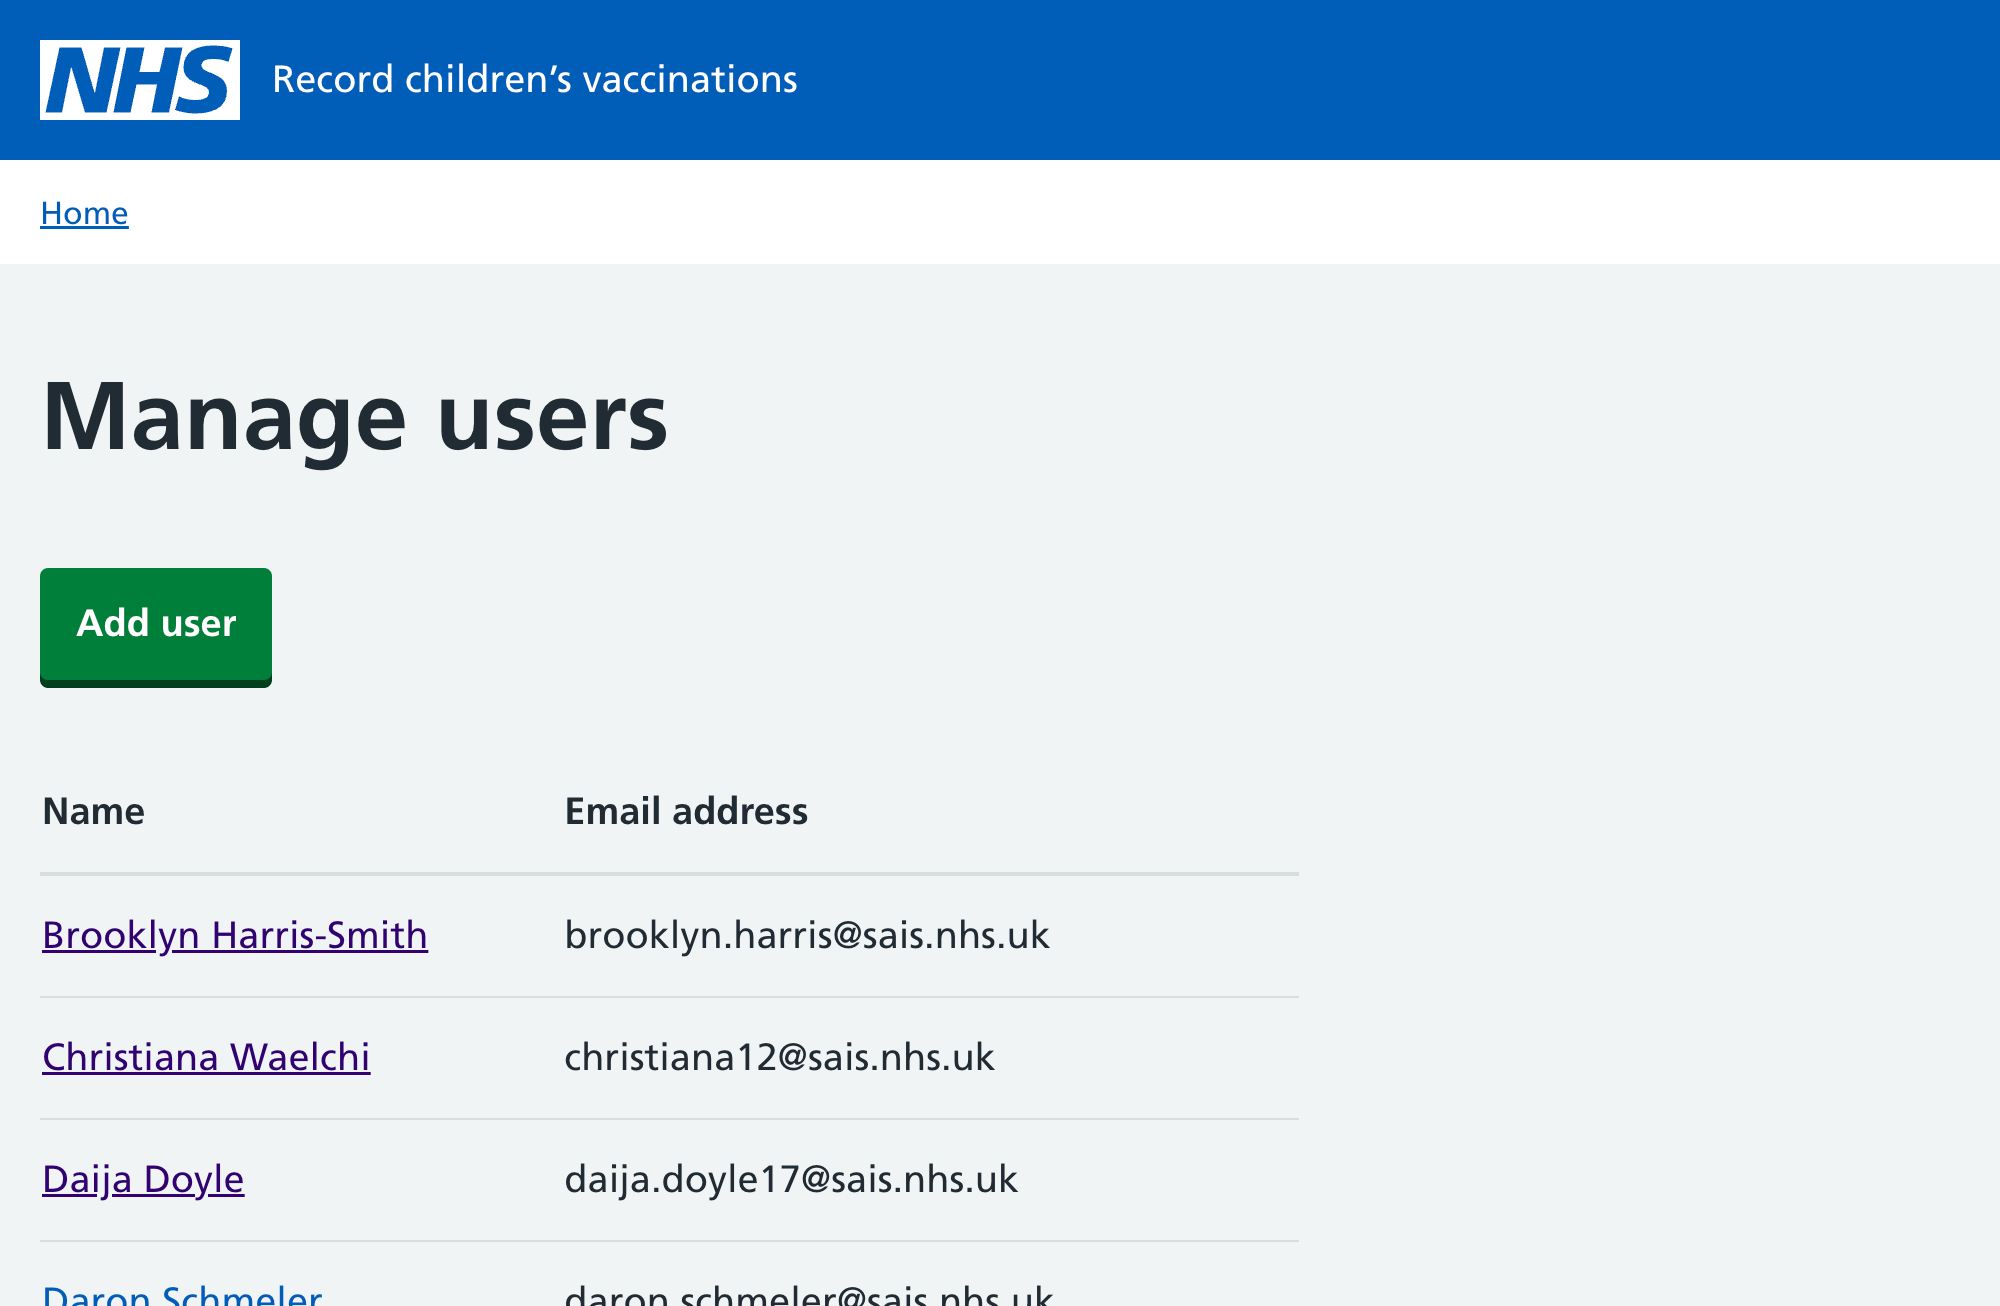 NHS Record children’s vaccinations
Home
Manage users
Add user
Name Email address
Brooklyn Harris-Smith brooklyn.harris@sais.nhs.uk
Christiana Waelchi christiana12@sais.nhs.uk
Daija Doyle daija.doyle17@sais.nhs.uk
Daron Schmeler daron.schmeler@sais.nhs.uk